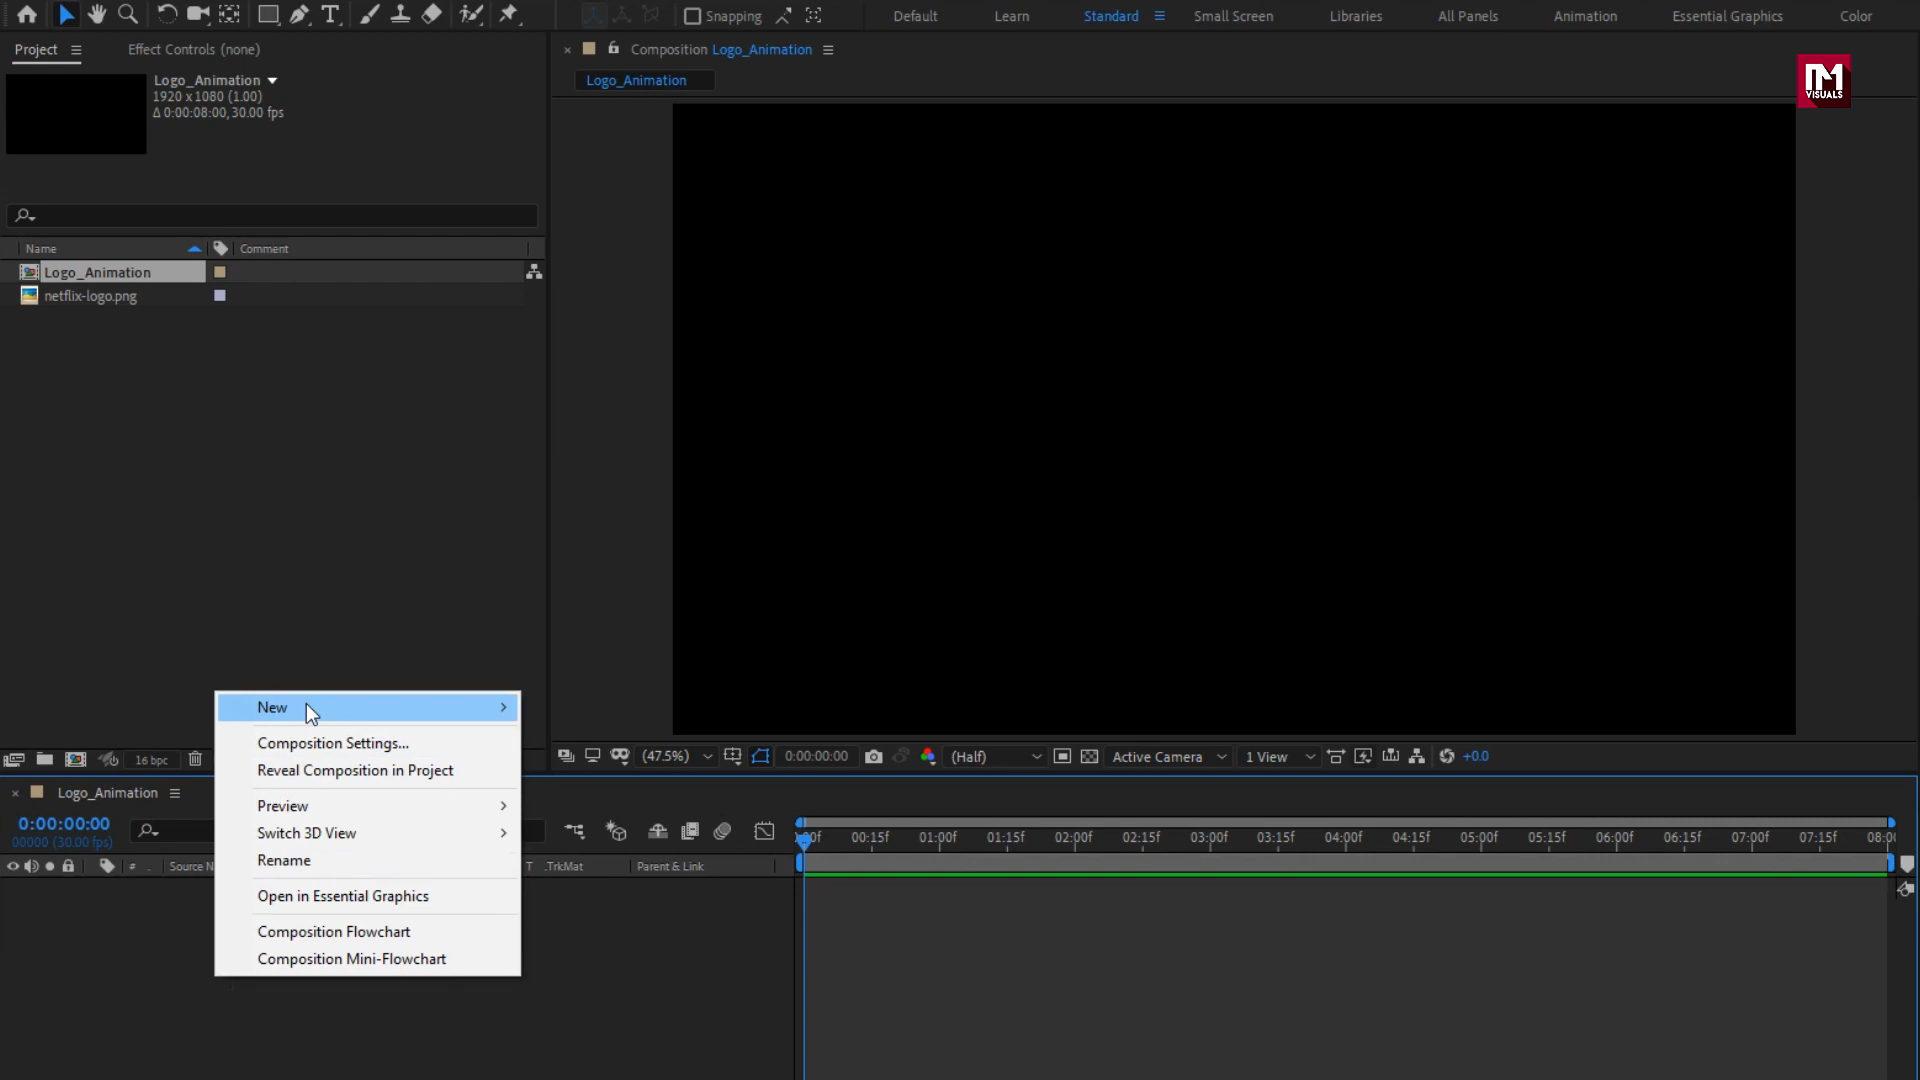 Snapping
Default
Learn
Standard
Small Screen
Libraries
All Panels
Animation
Essential Graphics
Color
Project
Effect Controls (none)
Composition Logo_Animation
Logo_Animation
1920 x 1080 (1.00)
Δ 0:00:08:00, 30.00 fps
Logo_Animation
VISUALS
Name
Comment
Logo_Animation
netflix-logo.png
New
Composition Settings...
Reveal Composition in Project
Preview
Switch 3D View
Rename
Open in Essential Graphics
Composition Flowchart
Composition Mini-Flowchart
16 bpc
(47.5%)
0:00:00:00
(Half)
Active Camera
1 View
+0.0
Logo_Animation
0:00:00:00
00000 (30.00 fps)
00:15f
01:00f
01:15f
02:00f
02:15f
03:00f
03:15f
04:00f
04:15f
05:00f
05:15f
06:00f
06:15f
07:00f
07:15f
#
Source N
T .TrkMat
Parent & Link